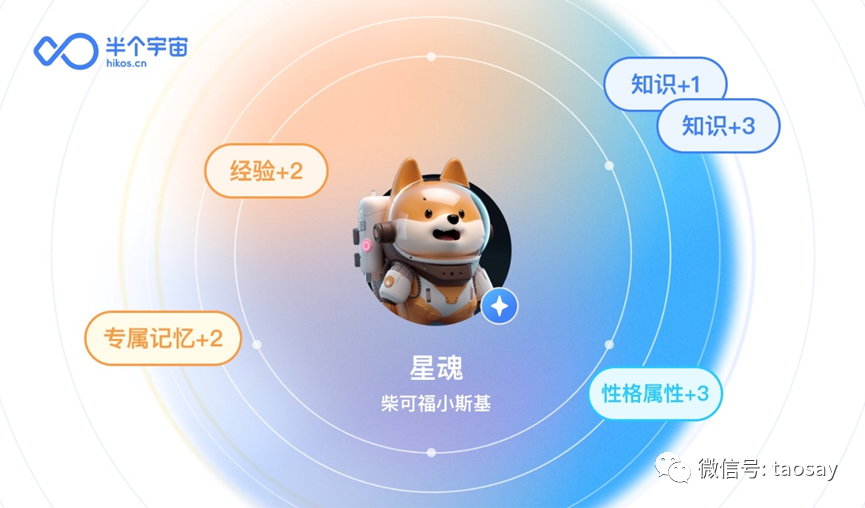 半个宇宙
hikos.cn
知识+1
知识+3
经验+2
专属记忆+2
星魂
柴可福小斯基
性格属性+3
微信号: taosay